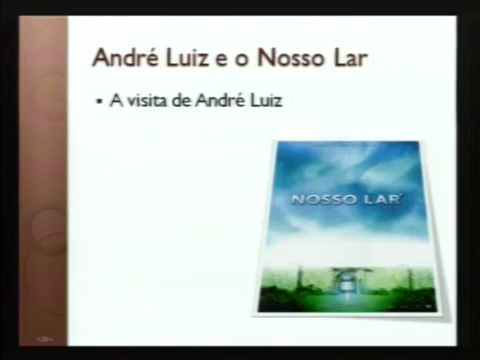 André Luiz e o Nosso Lar
▪ A visita de André Luiz
NOSSO LAR